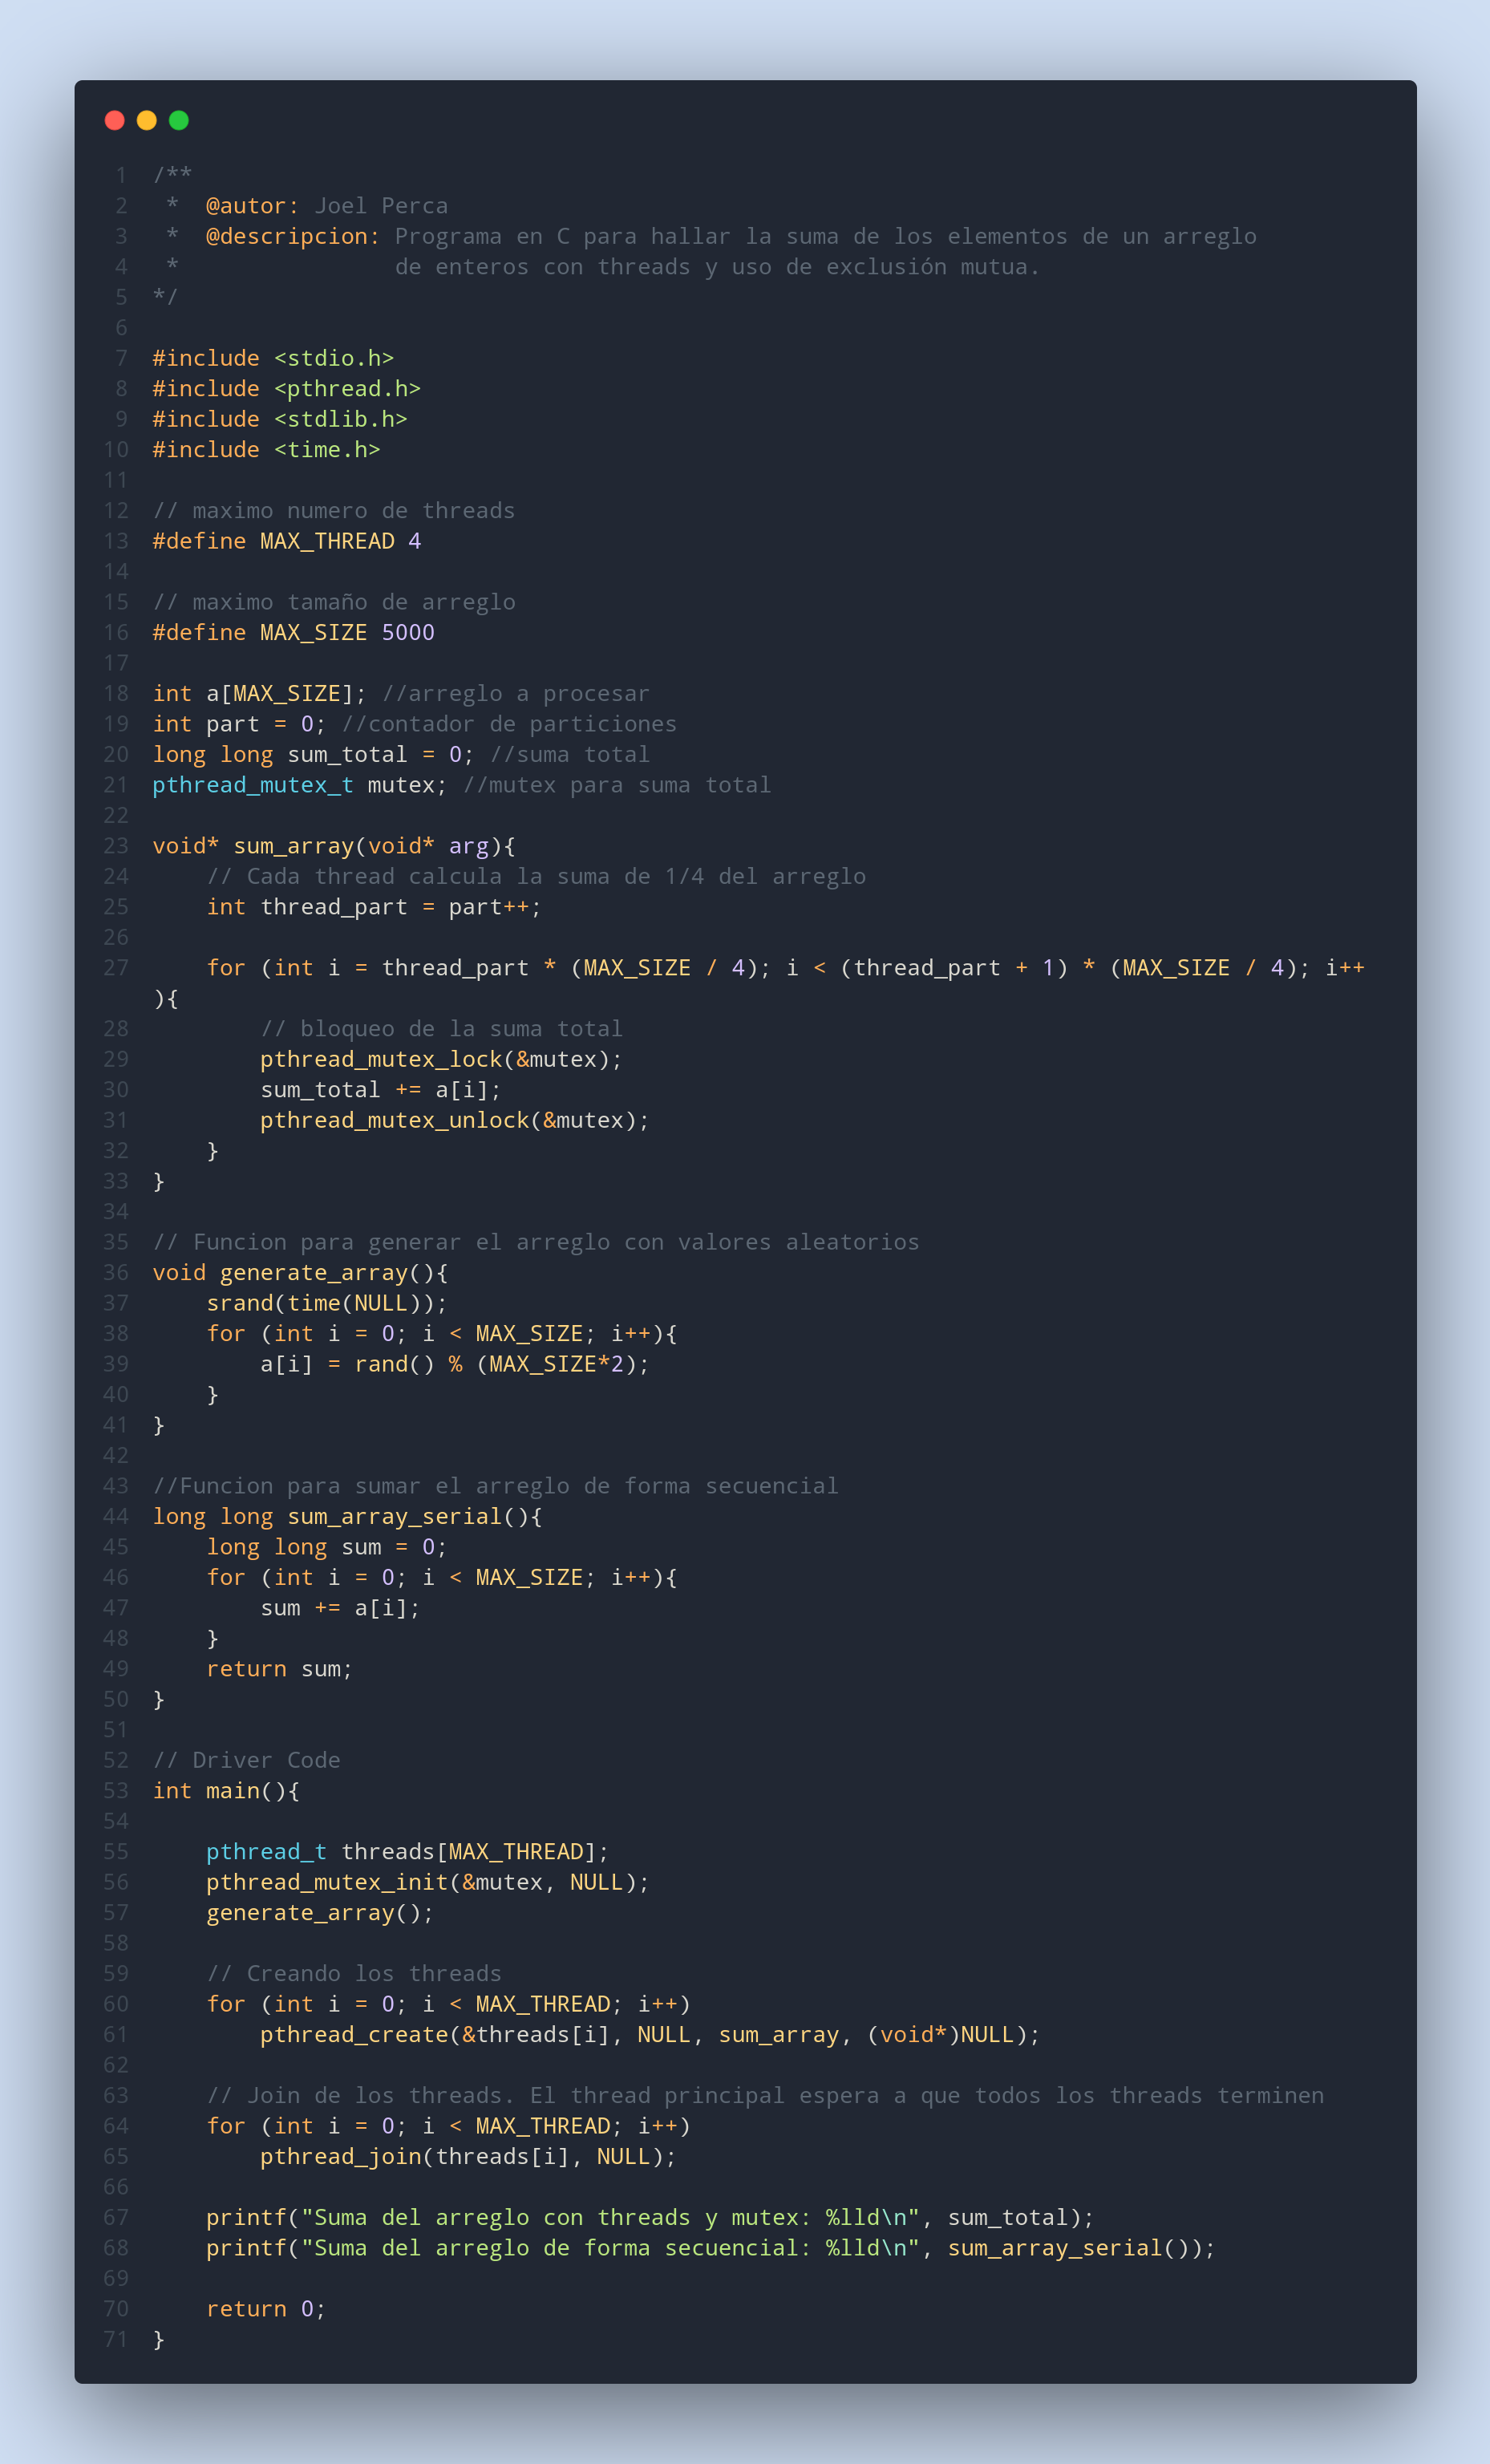 1 /**
2  *  @autor: Joel Perca
3  *  @descripcion: Programa en C para hallar la suma de los elementos de un arreglo
4  *                de enteros con threads y uso de exclusión mutua.
5 */
6
7 #include <stdio.h>
8 #include <pthread.h>
9 #include <stdlib.h>
10 #include <time.h>
11
12 // maximo numero de threads
13 #define MAX_THREAD 4
14
15 // maximo tamaño de arreglo
16 #define MAX_SIZE 5000
17
18 int a[MAX_SIZE]; //arreglo a procesar
19 int part = 0; //contador de particiones
20 long long sum_total = 0; //suma total
21 pthread_mutex_t mutex; //mutex para suma total
22
23 void* sum_array(void* arg){
24     // Cada thread calcula la suma de 1/4 del arreglo
25     int thread_part = part++;
26
27     for (int i = thread_part * (MAX_SIZE / 4); i < (thread_part + 1) * (MAX_SIZE / 4); i++
){
28         // bloqueo de la suma total
29         pthread_mutex_lock(&mutex);
30         sum_total += a[i];
31         pthread_mutex_unlock(&mutex);
32     }
33 }
34
35 // Funcion para generar el arreglo con valores aleatorios
36 void generate_array(){
37     srand(time(NULL));
38     for (int i = 0; i < MAX_SIZE; i++){
39         a[i] = rand() % (MAX_SIZE*2);
40     }
41 }
42
43 //Funcion para sumar el arreglo de forma secuencial
44 long long sum_array_serial(){
45     long long sum = 0;
46     for (int i = 0; i < MAX_SIZE; i++){
47         sum += a[i];
48     }
49     return sum;
50 }
51
52 // Driver Code
53 int main(){
54
55     pthread_t threads[MAX_THREAD];
56     pthread_mutex_init(&mutex, NULL);
57     generate_array();
58
59     // Creando los threads
60     for (int i = 0; i < MAX_THREAD; i++)
61         pthread_create(&threads[i], NULL, sum_array, (void*)NULL);
62
63     // Join de los threads. El thread principal espera a que todos los threads terminen
64     for (int i = 0; i < MAX_THREAD; i++)
65         pthread_join(threads[i], NULL);
66
67     printf("Suma del arreglo con threads y mutex: %lld\n", sum_total);
68     printf("Suma del arreglo de forma secuencial: %lld\n", sum_array_serial());
69
70     return 0;
71 }